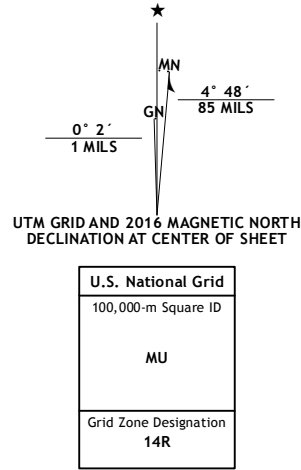 ★
MN
GN
4° 48´
85 MILS
0° 2´
1 MILS
UTM GRID AND 2016 MAGNETIC NORTH
DECLINATION AT CENTER OF SHEET
U.S. National Grid
100,000-m Square ID
MU
Grid Zone Designation
14R